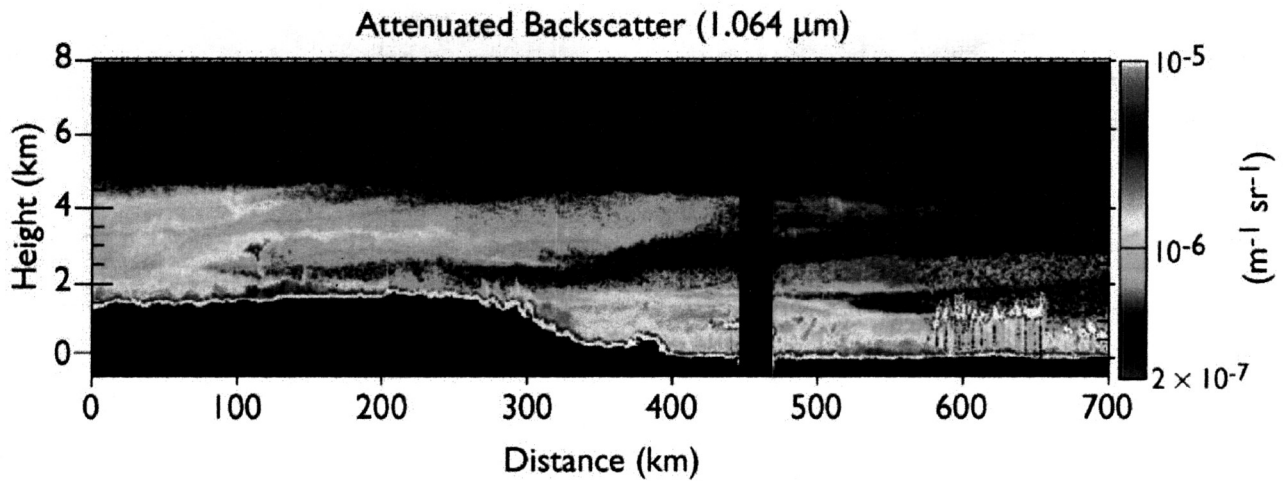 Attenuated Backscatter (1.064 μm)
8
6
4
2
0
Height (km)
0 100 200 300 400 500 600 700
Distance (km)
10⁻⁵
10⁻⁶
2 × 10⁻⁷
(m⁻¹ sr⁻¹)